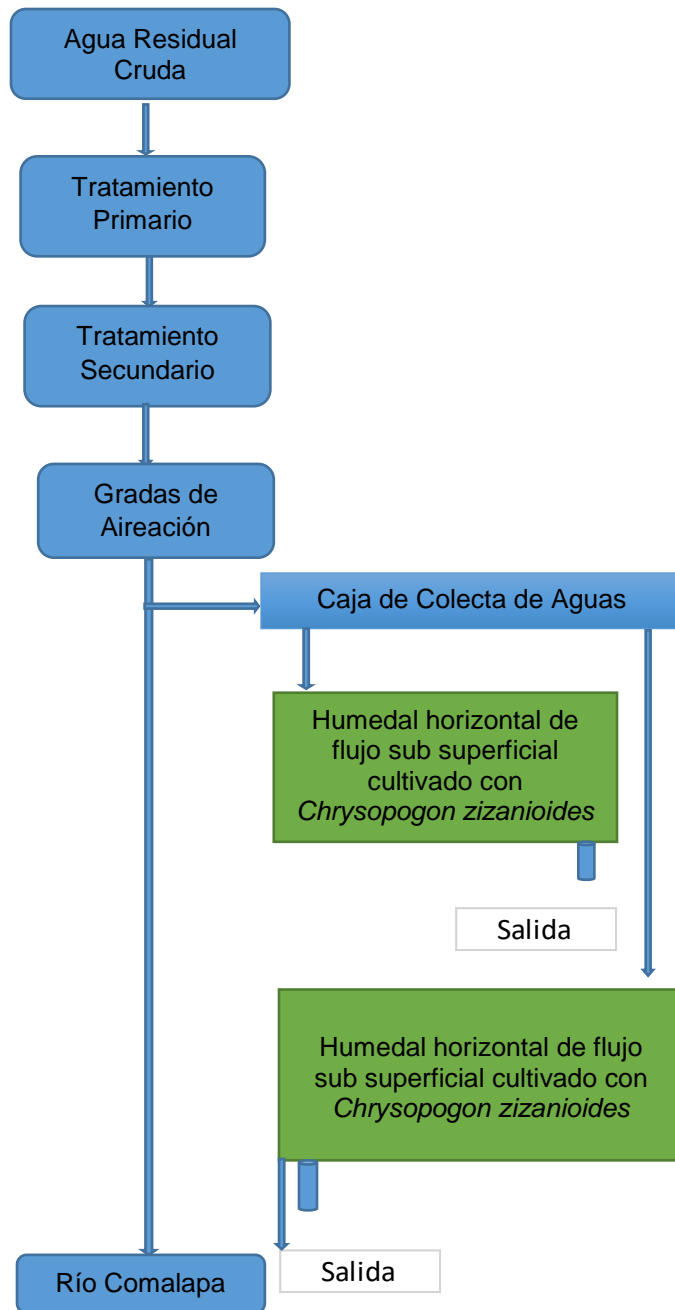 Agua Residual
Cruda
Tratamiento
Primario
Tratamiento
Secundario
Gradas de
Aireación
Caja de Colecta de Aguas
Humedal horizontal de
flujo sub superficial
cultivado con
Chrysopogon zizanioides
Salida
Humedal horizontal de flujo
sub superficial cultivado con
Chrysopogon zizanioides
Salida
Río Comalapa